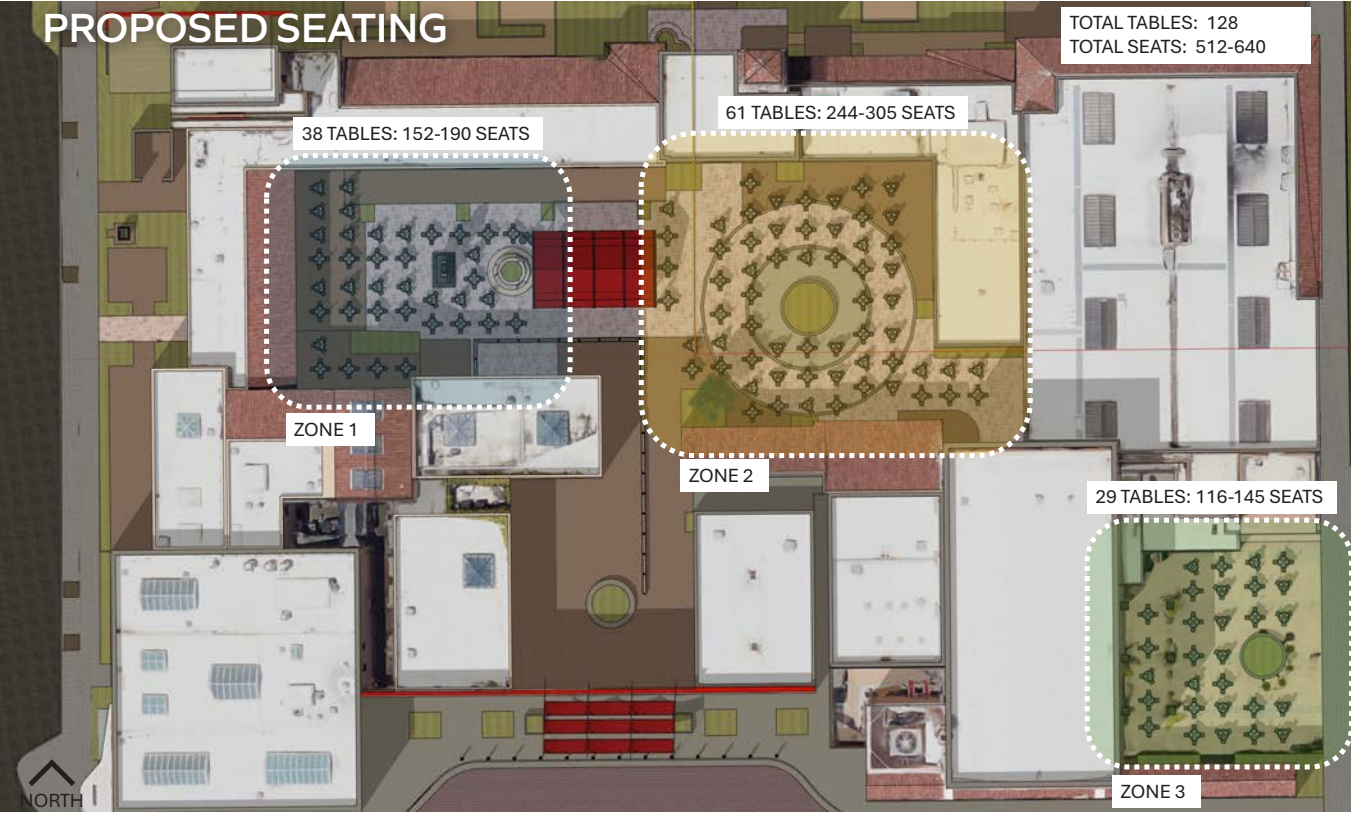 PROPOSED SEATING
TOTAL TABLES: 128
TOTAL SEATS: 512-640
61 TABLES: 244-305 SEATS
38 TABLES: 152-190 SEATS
ZONE 1
ZONE 2
29 TABLES: 116-145 SEATS
ZONE 3
NORTH